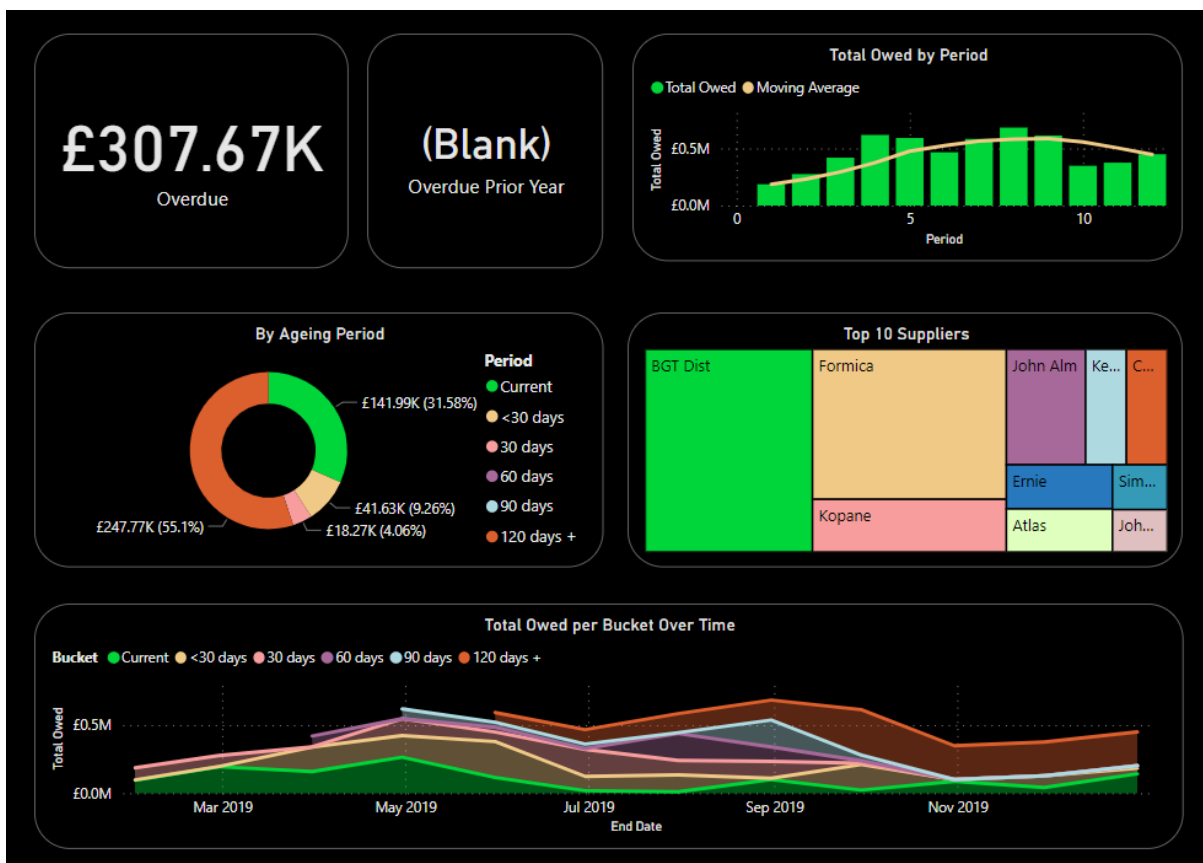 £307.67K
Overdue
(Blank)
Overdue Prior Year
Total Owed by Period
Total Owed Moving Average
Total Owed
£0.5M
£0.0M
0 5 10
Period
By Ageing Period
£141.99K (31.58%)
£41.63K (9.26%)
£18.27K (4.06%)
£247.77K (55.1%)
Period
Current
<30 days
30 days
60 days
90 days
120 days +
Top 10 Suppliers
BGT Dist
Formica
Kopane
John Alm
Ke...
C...
Ernie
Sim...
Atlas
Joh...
Total Owed per Bucket Over Time
Bucket Current <30 days 30 days 60 days 90 days 120 days +
Total Owed
£0.5M
£0.0M
Mar 2019 May 2019 Jul 2019 Sep 2019 Nov 2019
End Date